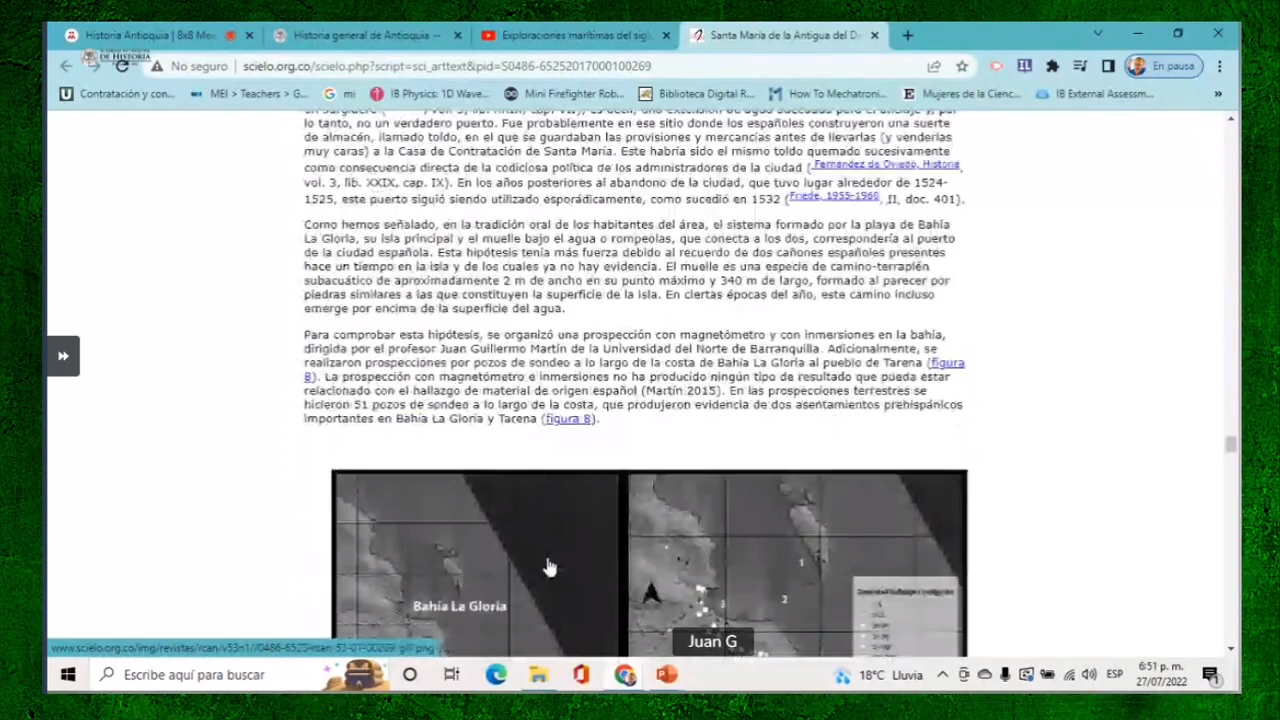 Historia Antioquia | 8x8 Me
Historia general de Antioquia —
Exploraciones marítimas del sigl
Santa María de la Antigua del D
DE HISTORIA
No seguro
scielo.org.co/scielo.php?script=sci_arttext&pid=S0486-65252017000100269
En pausa
Contratación y con...
MEI > Teachers > G...
mi
IB Physics: 1D Wave...
Mini Firefighter Rob...
Biblioteca Digital R...
How To Mechatroni...
Mujeres de la Cienc...
IB External Assessm...
»
lo tanto, no un verdadero puerto. Fue probablemente en ese sitio donde los españoles construyeron una suerte
de almacén, llamado toldo, en el que se guardaban las provisiones y mercancías antes de llevarlas (y venderlas
muy caras) a la Casa de Contratación de Santa María. Este habría sido el mismo toldo quemado sucesivamente
como consecuencia directa de la codiciosa política de los administradores de la ciudad (Fernández de Oviedo, Historia,
vol. 3, lib. XXIX, cap. IX). En los años posteriores al abandono de la ciudad, que tuvo lugar alrededor de 1524-
1525, este puerto siguió siendo utilizado esporádicamente, como sucedió en 1532 (Friede, 1955-1960, II, doc. 401).
Como hemos señalado, en la tradición oral de los habitantes del área, el sistema formado por la playa de Bahía
La Gloria, su isla principal y el muelle bajo el agua o rompeolas, que conecta a los dos, correspondería al puerto
de la ciudad española. Esta hipótesis tenía más fuerza debido al recuerdo de dos cañones españoles presentes
hace un tiempo en la isla y de los cuales ya no hay evidencia. El muelle es una especie de camino-terraplén
subacuático de aproximadamente 2 m de ancho en su punto máximo y 340 m de largo, formado al parecer por
piedras similares a las que constituyen la superficie de la isla. En ciertas épocas del año, este camino incluso
emerge por encima de la superficie del agua.
Para comprobar esta hipótesis, se organizó una prospección con magnetómetro y con inmersiones en la bahía,
dirigida por el profesor Juan Guillermo Martín de la Universidad del Norte de Barranquilla. Adicionalmente, se
realizaron prospecciones por pozos de sondeo a lo largo de la costa de Bahía La Gloria al pueblo de Tarena (figura
8). La prospección con magnetómetro e inmersiones no ha producido ningún tipo de resultado que pueda estar
relacionado con el hallazgo de material de origen español (Martín 2015). En las prospecciones terrestres se
hicieron 51 pozos de sondeo a lo largo de la costa, que produjeron evidencia de dos asentamientos prehispánicos
importantes en Bahía La Gloria y Tacena (figura 8).
Bahía La Gloria
1
2
3
Juan G
Escribe aquí para buscar
18°C Lluvia
ESP
6:51 p. m.
27/07/2022
1